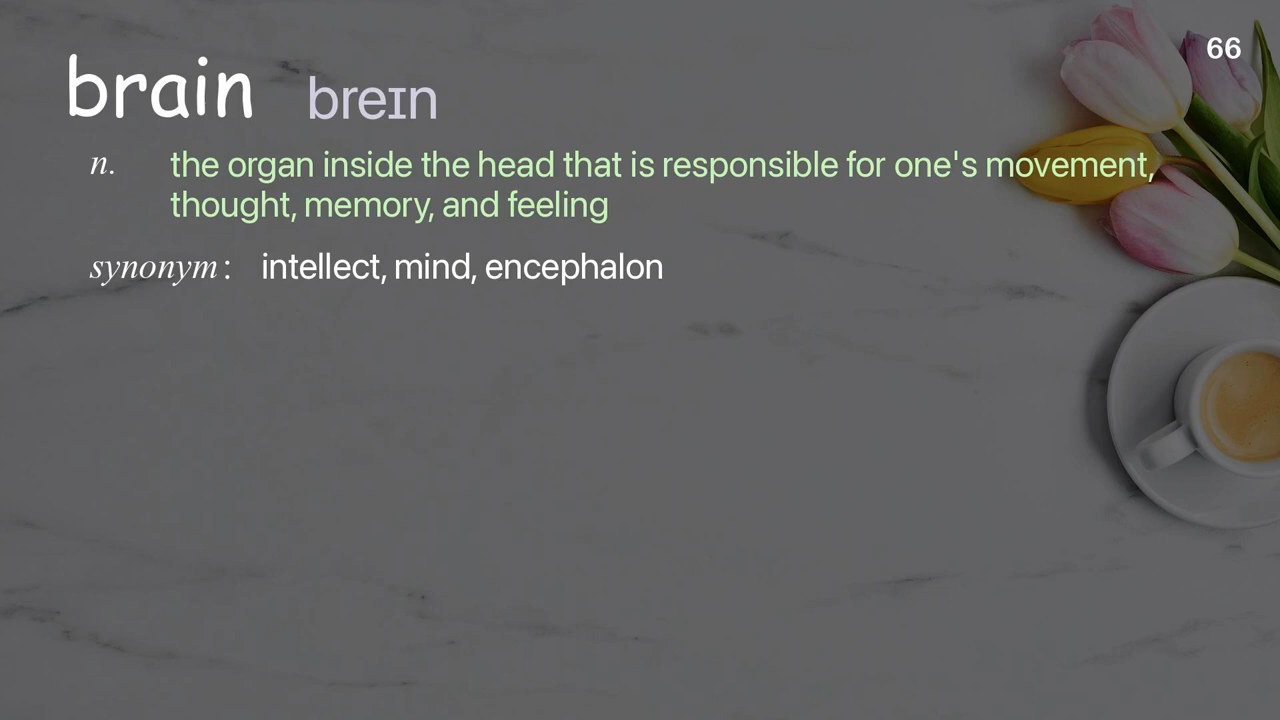 66
brain breɪn
n. the organ inside the head that is responsible for one's movement,
thought, memory, and feeling
synonym: intellect, mind, encephalon